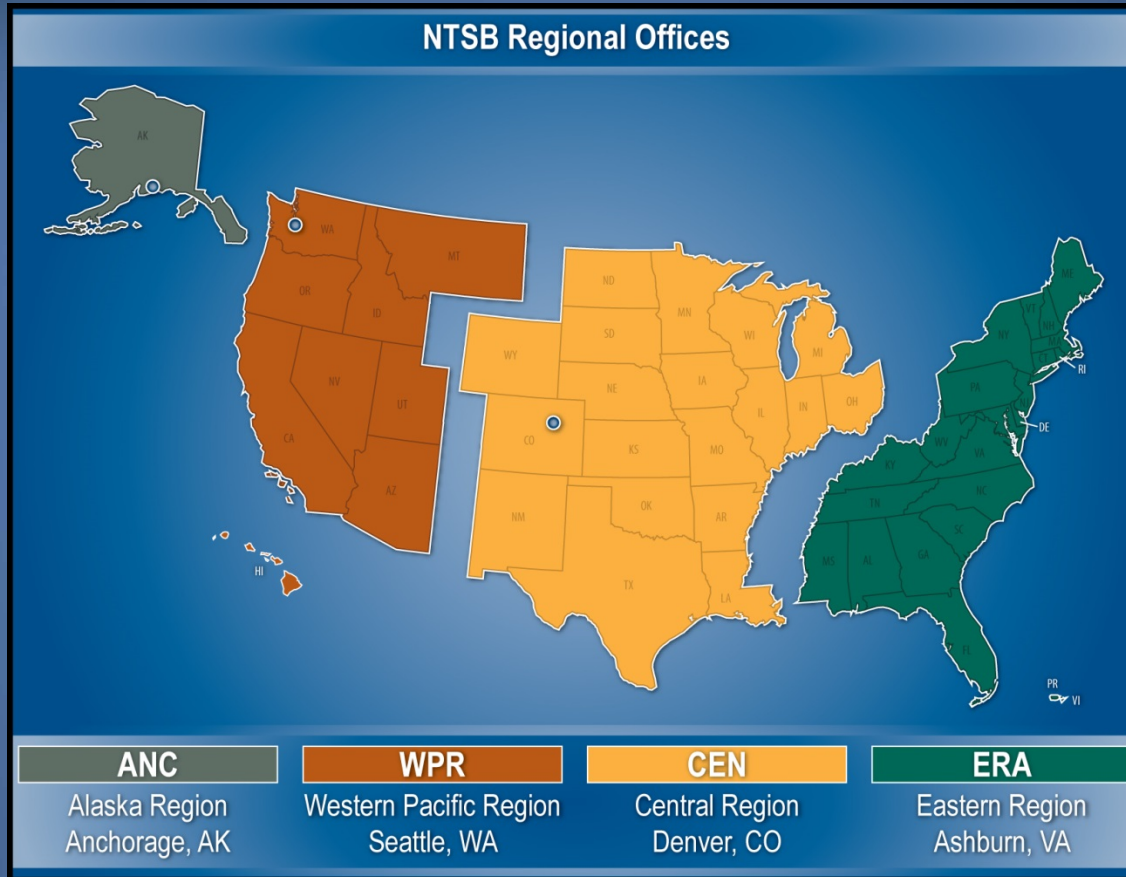 NTSB Regional Offices
AK
WA
MT
OR
ID
NV
UT
CA
AZ
HI
ND
MN
SD
WI
MI
WY
NE
IA
IL
IN
OH
CO
KS
MO
NM
OK
AR
TX
LA
ME
VT
NH
NY
MA
CT
RI
PA
DE
WV
VA
KY
NC
TN
SC
MS
AL
GA
FL
PR
VI
ANC
Alaska Region
Anchorage, AK
WPR
Western Pacific Region
Seattle, WA
CEN
Central Region
Denver, CO
ERA
Eastern Region
Ashburn, VA